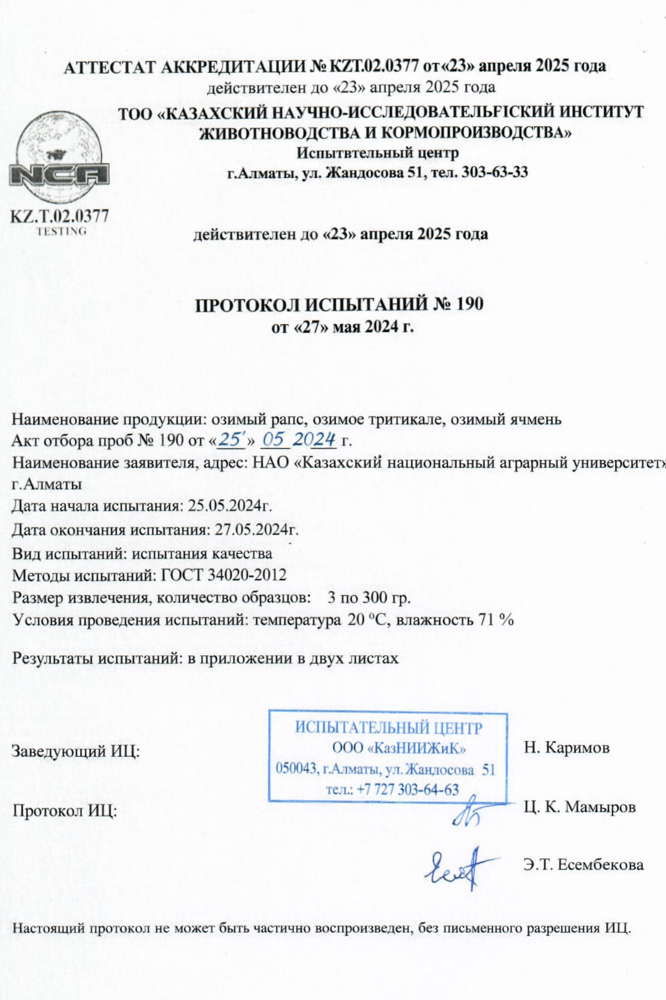 АТТЕСТАТ АККРЕДИТАЦИИ № KZT.02.0377 от «23» апреля 2025 года
действителен до «23» апреля 2025 года
ТОО «КАЗАХСКИЙ НАУЧНО-ИССЛЕДОВАТЕЛЬFIСКИЙ ИНСТИТУТ
ЖИВОТНОВОДСТВА И КОРМОПРОИЗВОДСТВА»
Испытвтельный центр
г.Алматы, ул. Жандосова 51, тел. 303-63-33
NCA
KZ.T.02.0377
TESTING
действителен до «23» апреля 2025 года
ПРОТОКОЛ ИСПЫТАНИЙ № 190
от «27» мая 2024 г.
Наименование продукции: озимый рапс, озимое тритикале, озимый ячмень
Акт отбора проб № 190 от «25'» 05 2024 г.
Наименование заявителя, адрес: НАО «Казахский национальный аграрный университет»
г.Алматы
Дата начала испытания: 25.05.2024г.
Дата окончания испытания: 27.05.2024г.
Вид испытаний: испытания качества
Методы испытаний: ГОСТ 34020-2012
Размер извлечения, количество образцов: 3 по 300 гр.
Условия проведения испытаний: температура 20 °С, влажность 71 %
Результаты испытаний: в приложении в двух листах
ИСПЫТАТЕЛЬНЫЙ ЦЕНТР
ООО «КазНИИЖиК»
050043, г.Алматы, ул. Жандосова 51
тел.: +7 727 303-64-63
Заведующий ИЦ: Н. Каримов
Протокол ИЦ: Ц. К. Мамыров
Э.Т. Есембекова
Настоящий протокол не может быть частично воспроизведен, без письменного разрешения ИЦ.